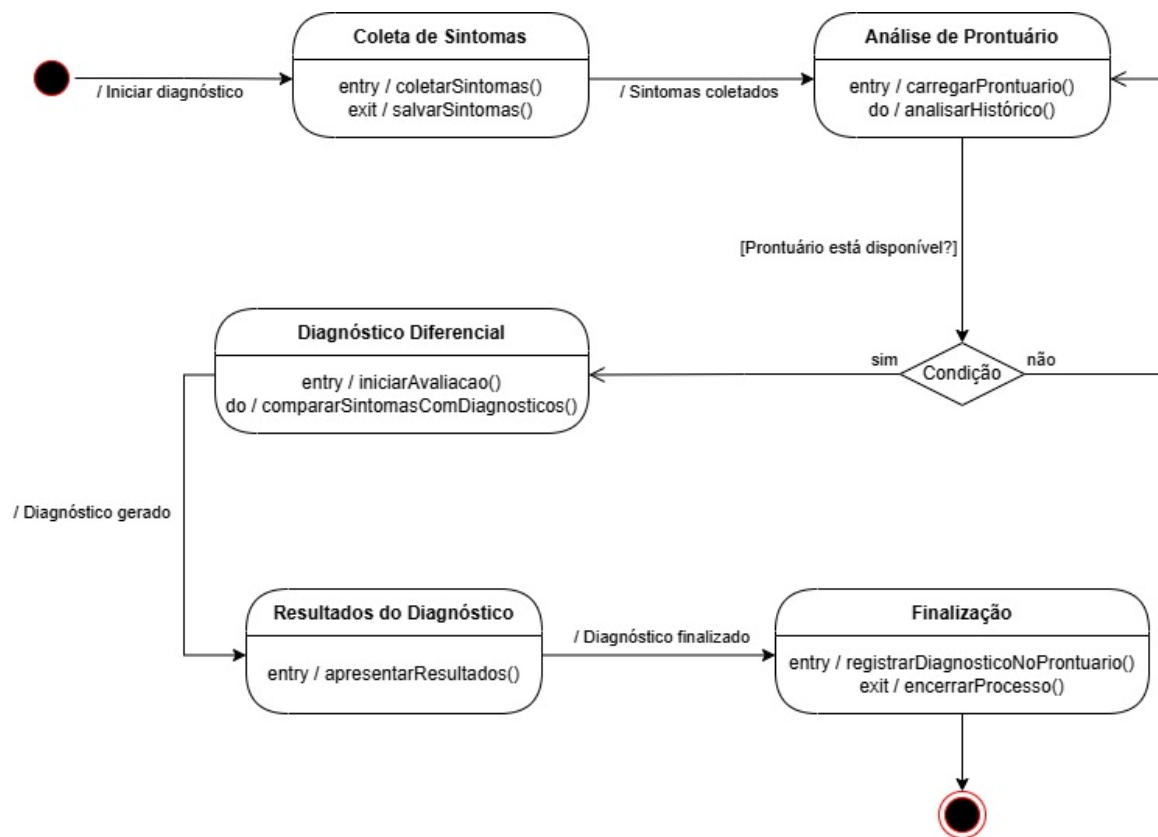 Coleta de Sintomas
entry / coletarSintomas()
exit / salvarSintomas()
/ Iniciar diagnóstico
/ Sintomas coletados
Análise de Prontuário
entry / carregarProntuario()
do / analisarHistórico()
[Prontuário está disponível?]
Condição
sim
não
Diagnóstico Diferencial
entry / iniciarAvaliacao()
do / compararSintomasComDiagnosticos()
/ Diagnóstico gerado
Resultados do Diagnóstico
entry / apresentarResultados()
/ Diagnóstico finalizado
Finalização
entry / registrarDiagnosticoNoProntuario()
exit / encerrarProcesso()